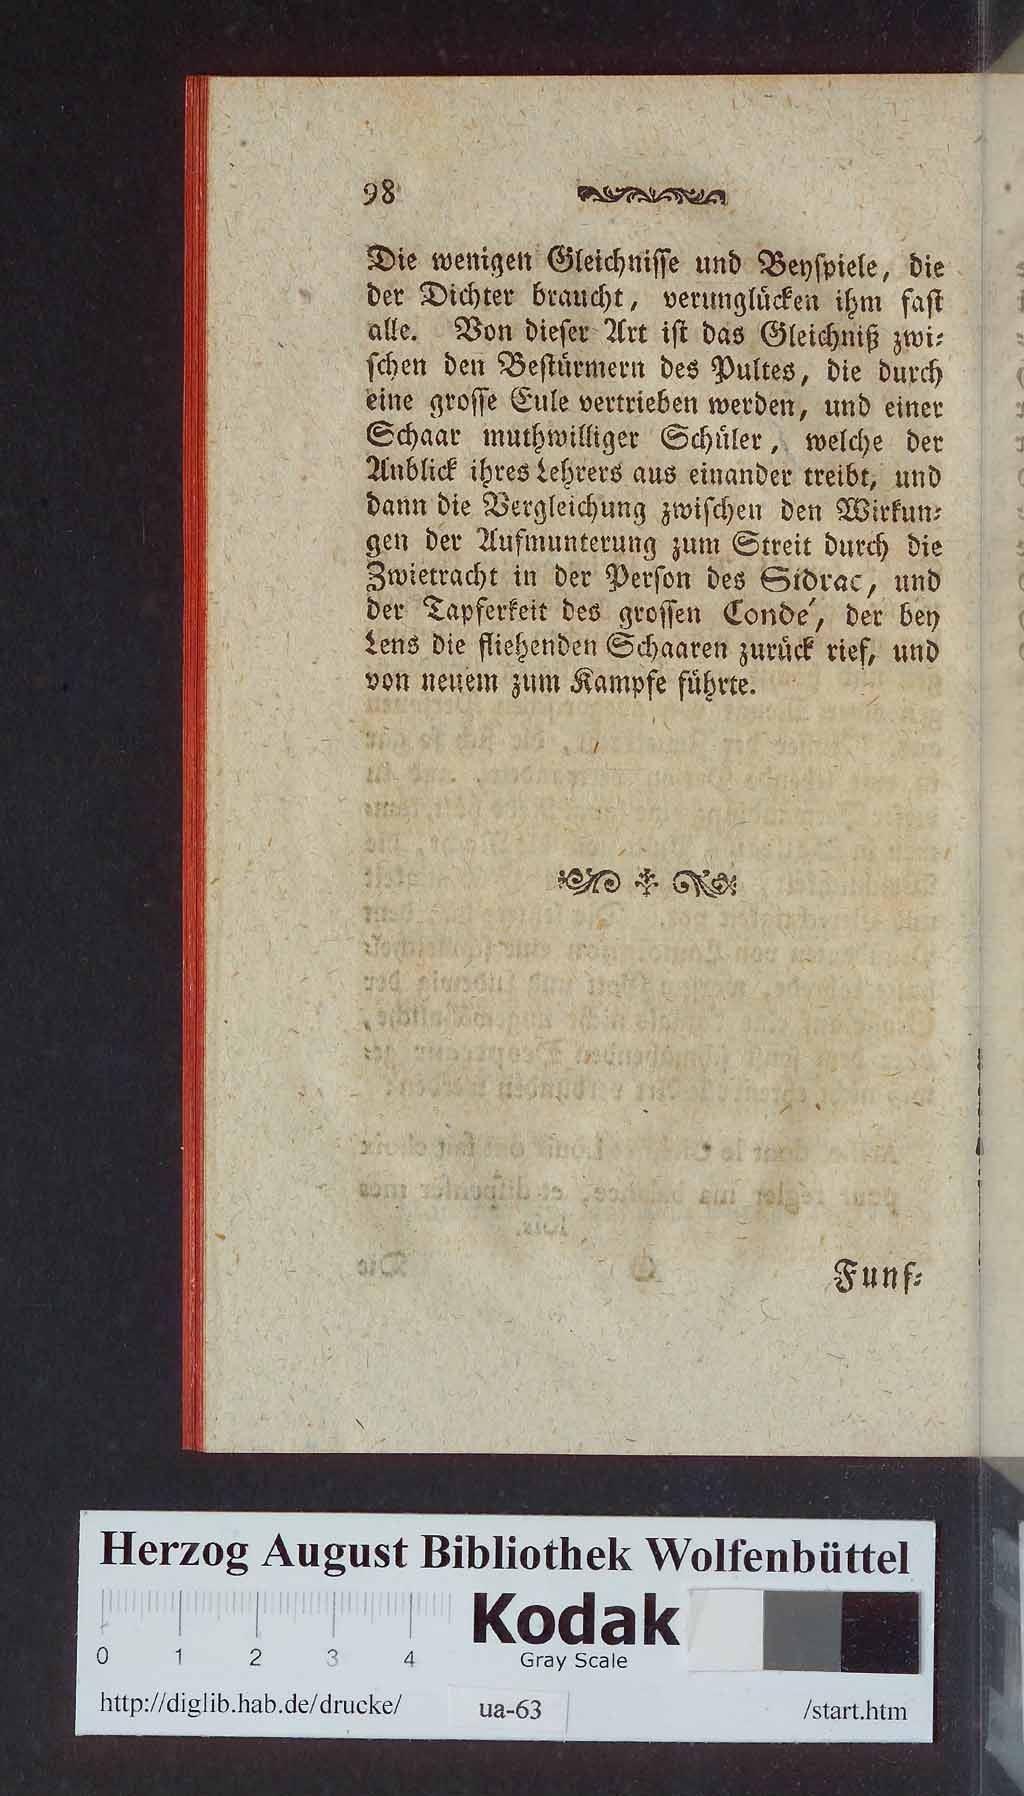 98
Die wenigen Gleichnisse und Beyspiele, die
der Dichter braucht, verunglücken ihm fast
alle. Von dieser Art ist das Gleichniß zwi-
schen den Bestürmern des Pultes, die durch
eine grosse Eule vertrieben werden, und einer
Schaar muthwilliger Schüler, welche der
Anblick ihres Lehrers aus einander treibt, und
dann die Vergleichung zwischen den Wirkun-
gen der Aufmunterung zum Streit durch die
Zwietracht in der Person des Sidrac, und
der Tapferkeit des grossen Condé, der bey
Lens die fliehenden Schaaren zurück rief, und
von neuem zum Kampfe führte.
Funf-
Herzog August Bibliothek Wolfenbüttel
Kodak
0 1 2 3 4
Gray Scale
http://diglib.hab.de/drucke/ ua-63 /start.htm